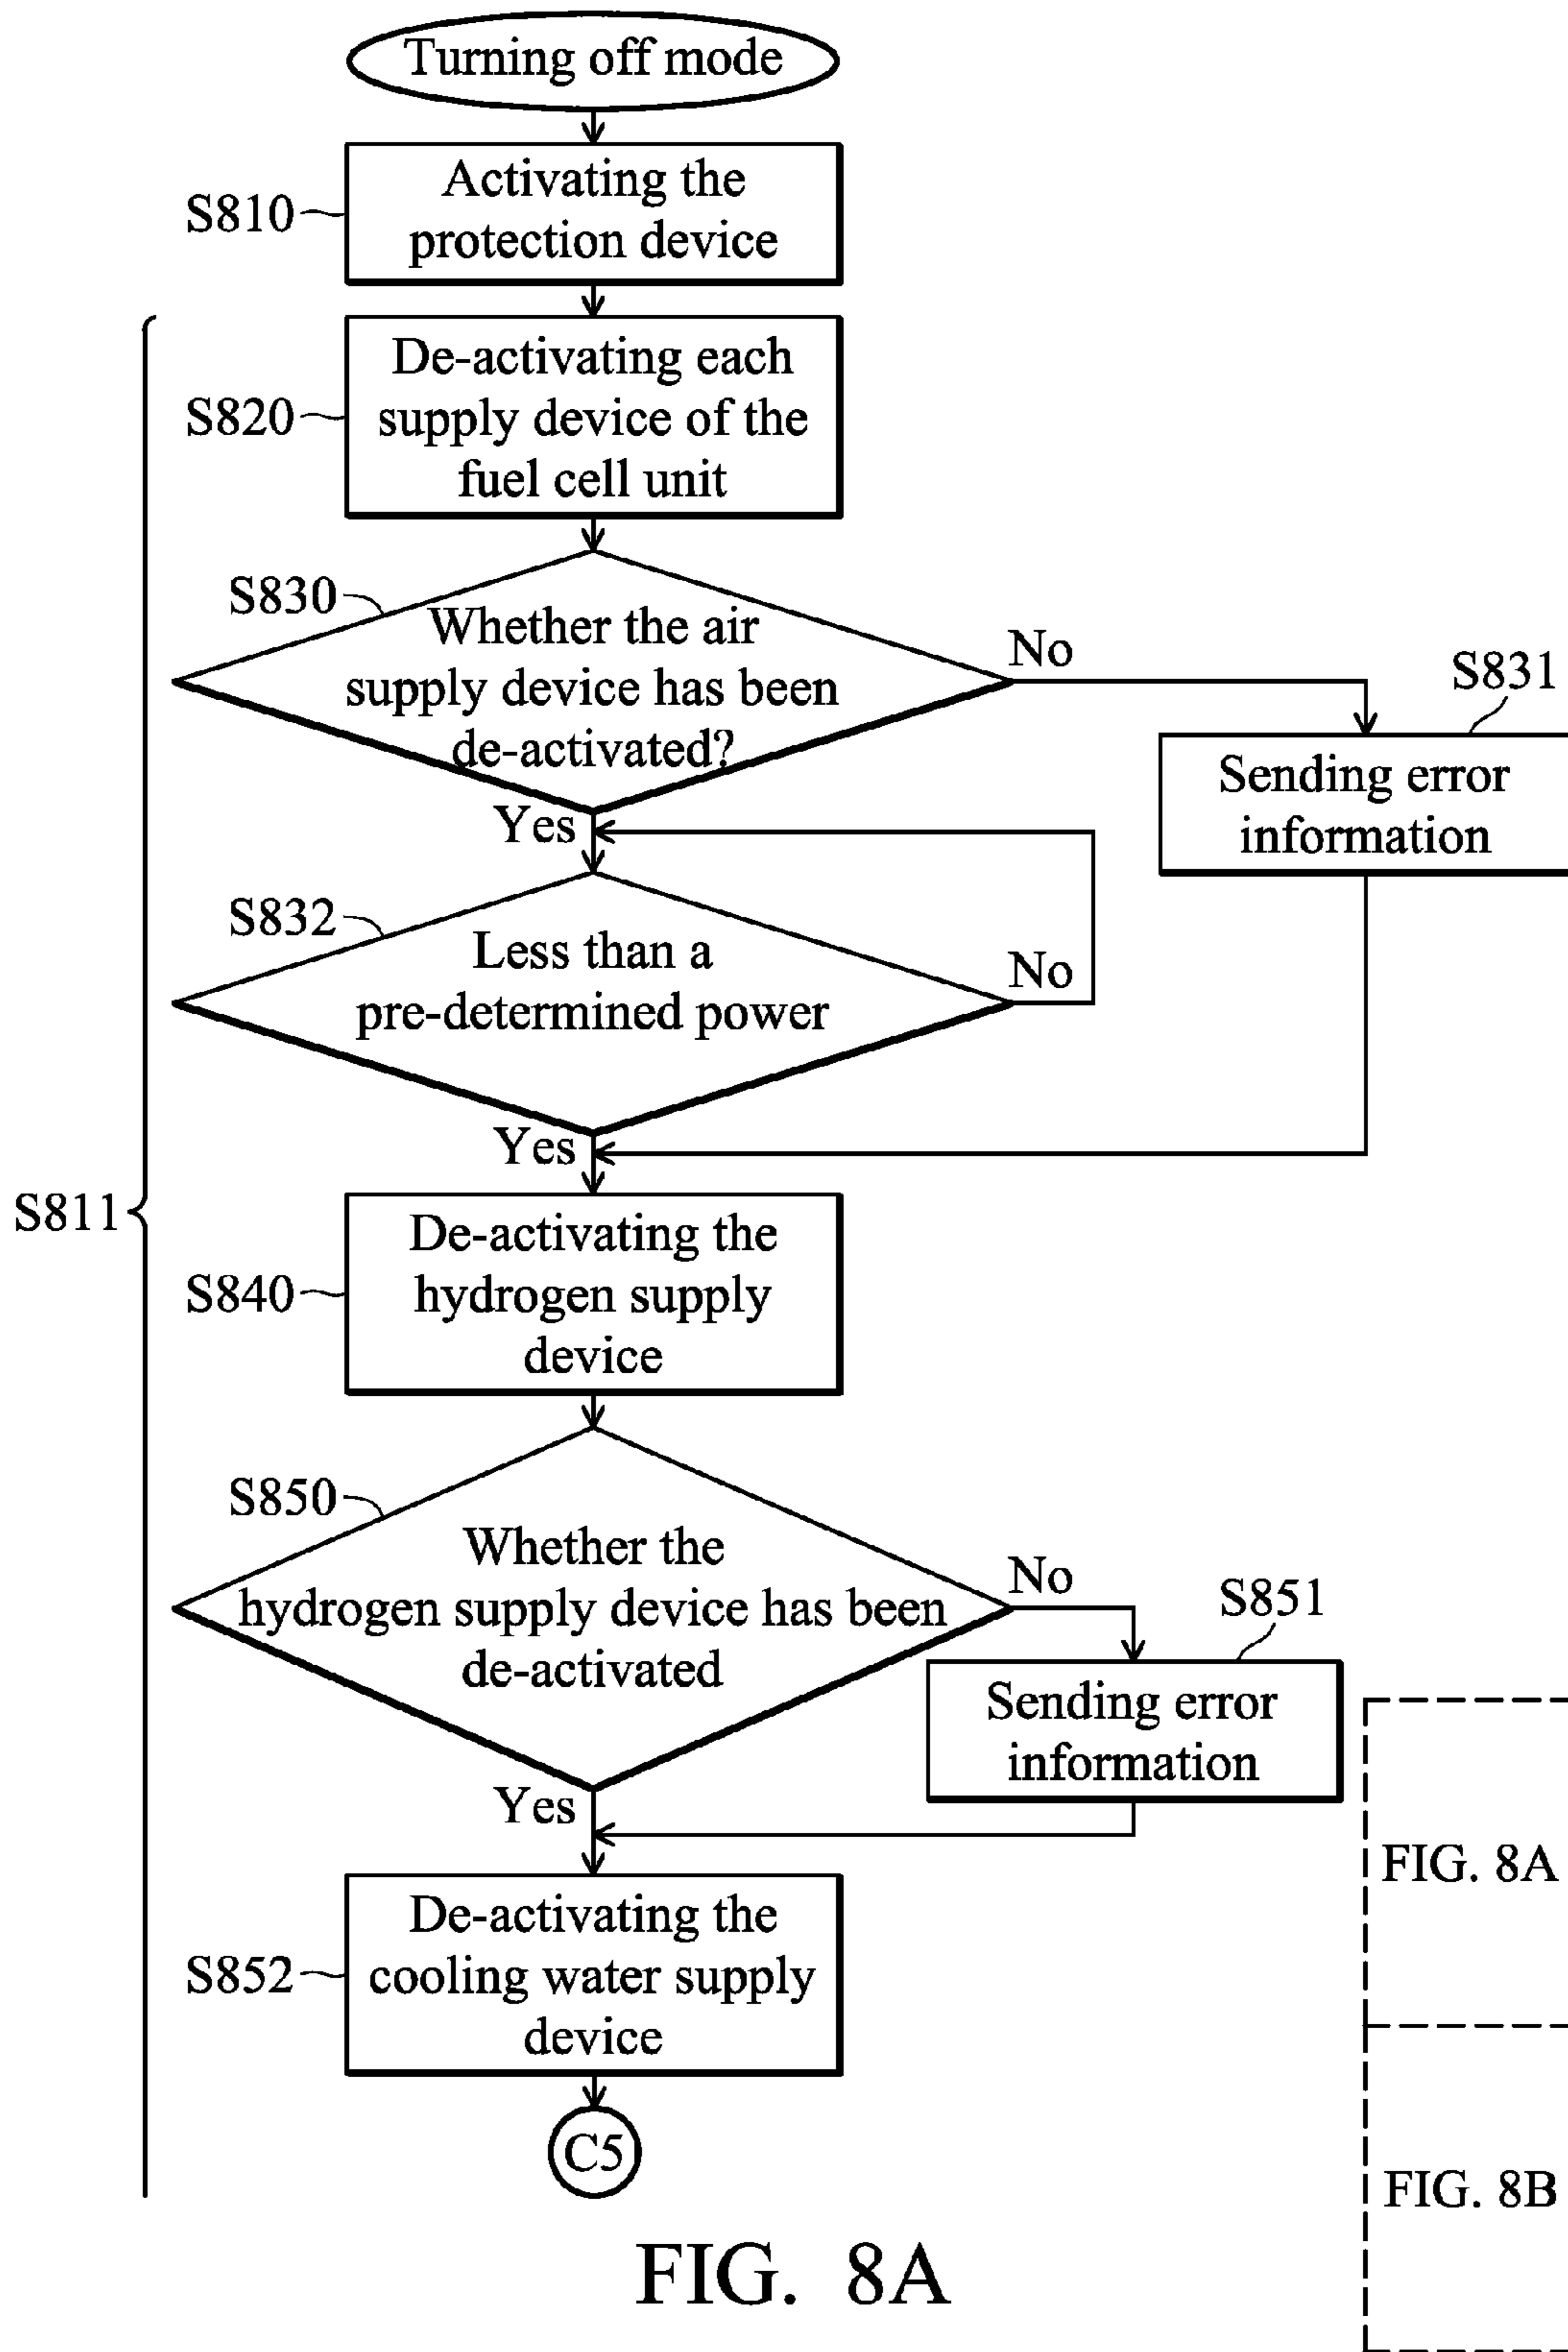 Turning off mode
S810
Activating the
protection device
S820
De-activating each
supply device of the
fuel cell unit
S830
Whether the air
supply device has been
de-activated?
No
S831
Sending error
information
Yes
S832
Less than a
pre-determined power
No
Yes
S811
S840
De-activating the
hydrogen supply
device
S850
Whether the
hydrogen supply device has been
de-activated
No
S851
Sending error
information
Yes
S852
De-activating the
cooling water supply
device
C5
FIG. 8A
FIG. 8B
FIG. 8A